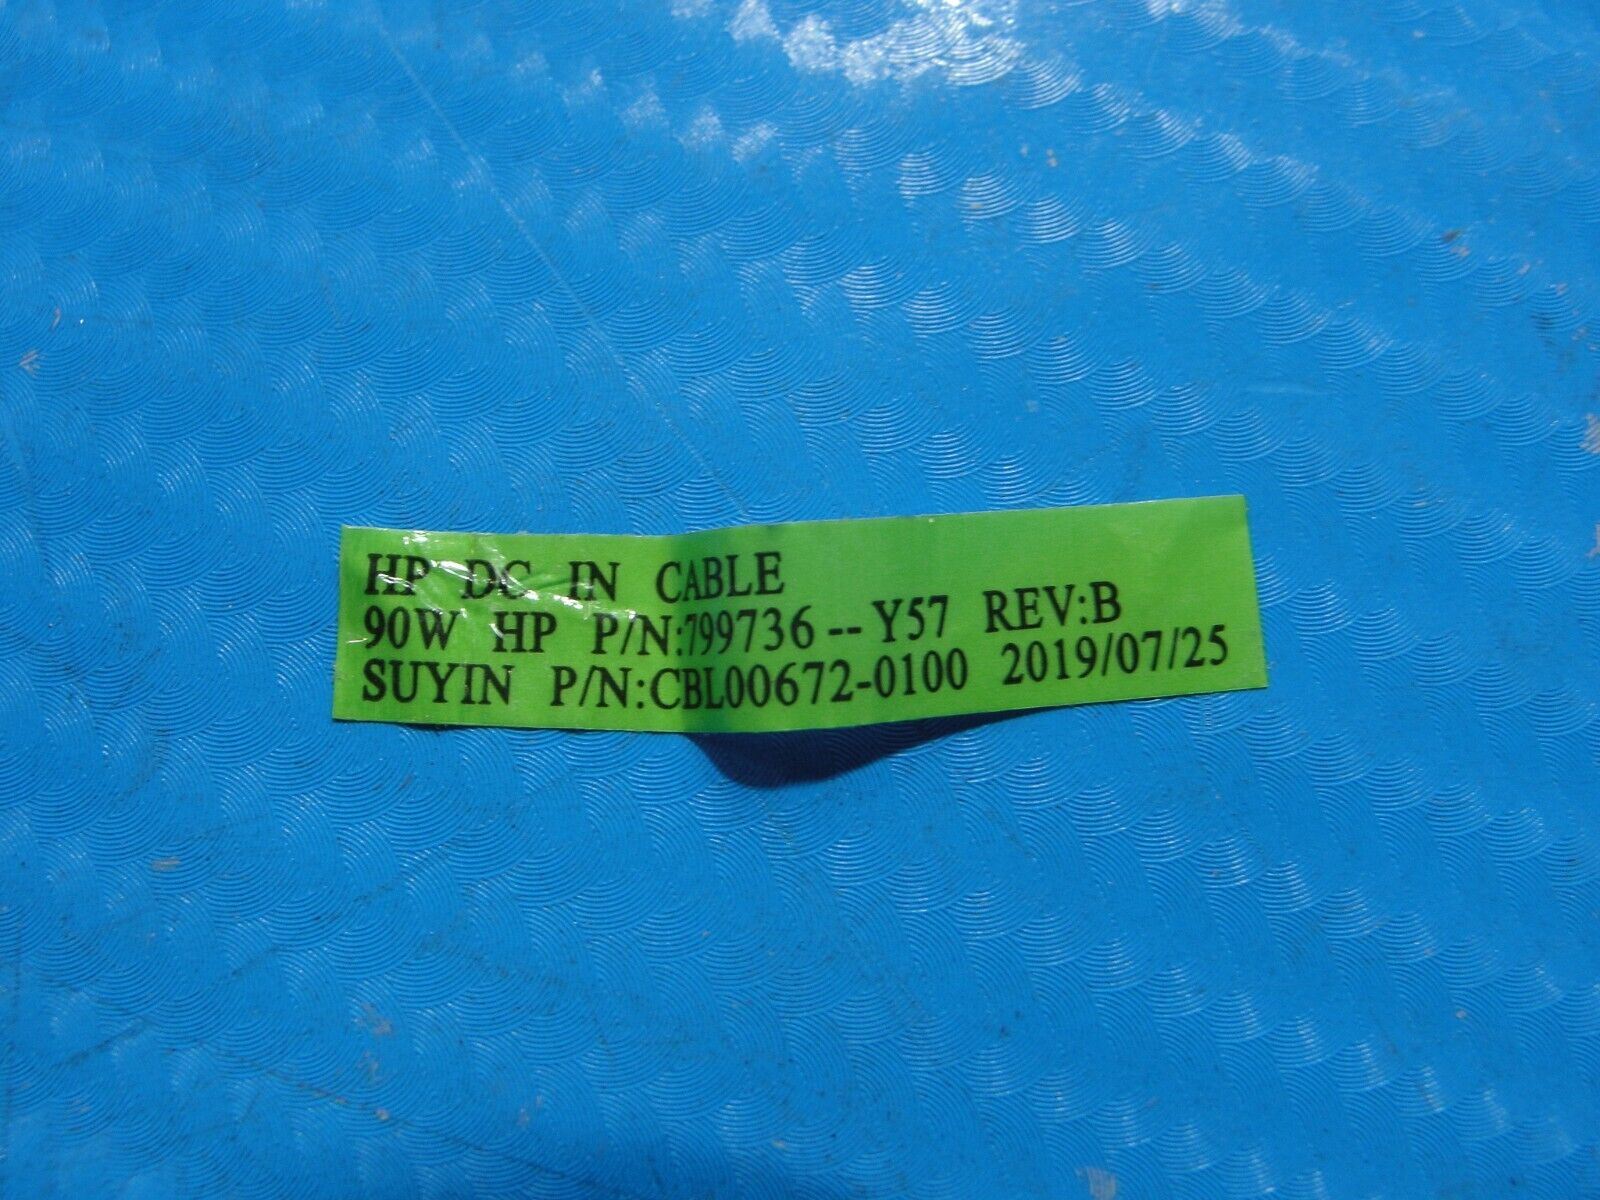 HP DC IN CABLE
90W HP P/N:799736--Y57 REV:B
SUYIN P/N:CBL00672-0100 2019/07/25